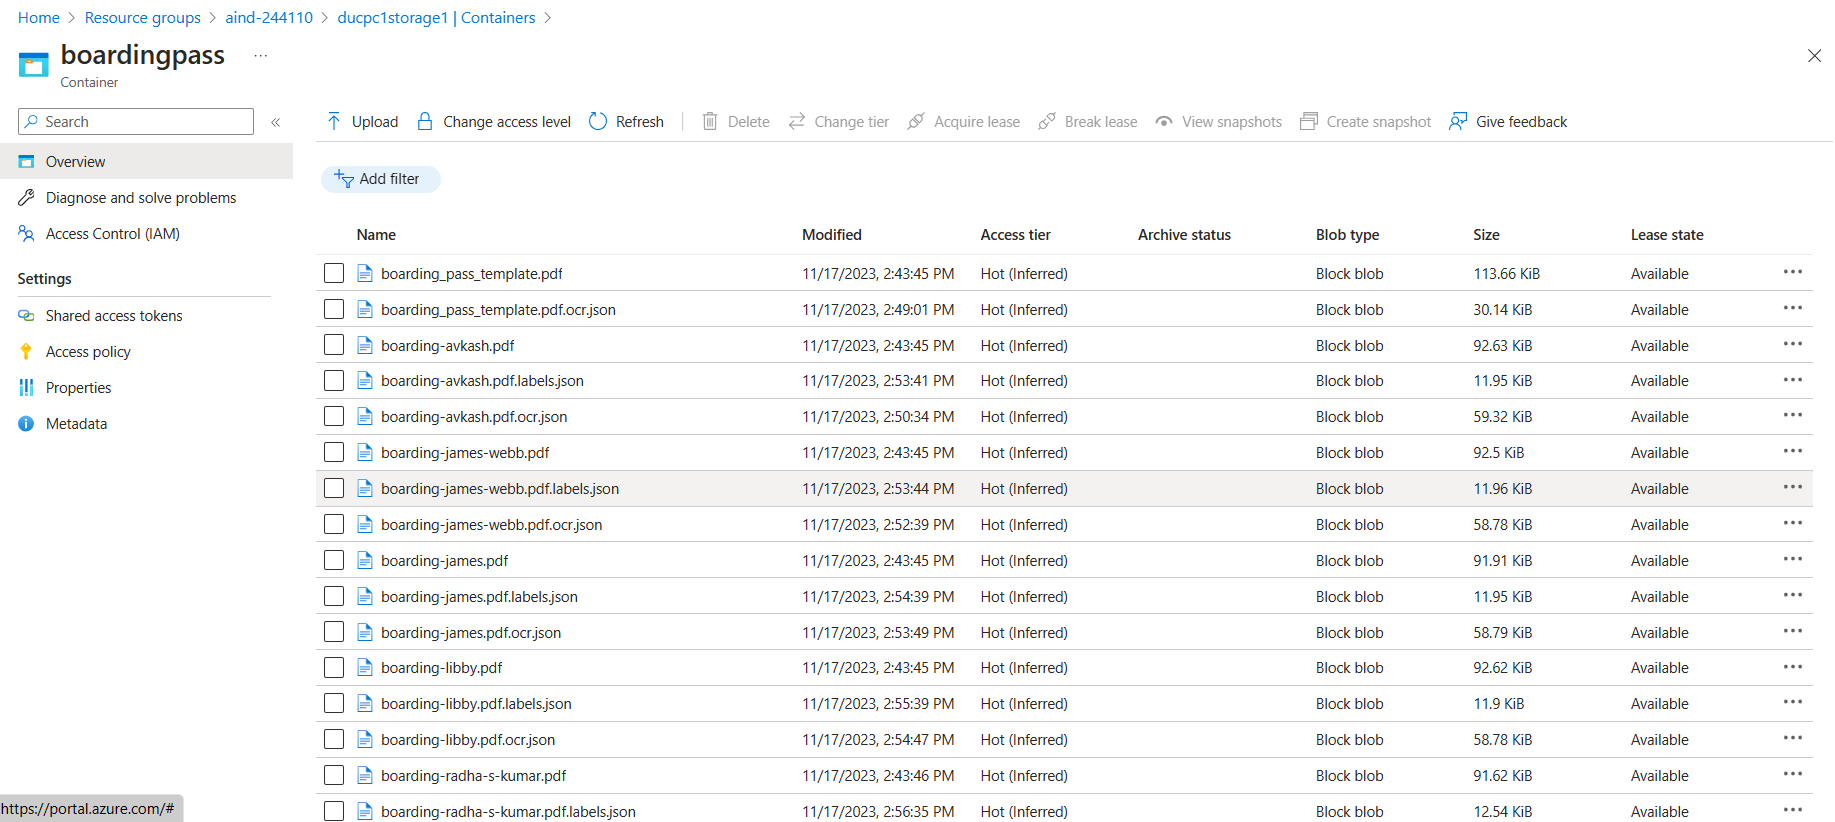 Home > Resource groups > aind-244110 > ducpc1storage1 | Containers >
boardingpass ...
Container
Search «
Overview
Diagnose and solve problems
Access Control (IAM)
Settings
Shared access tokens
Access policy
Properties
Metadata
Upload Change access level Refresh Delete Change tier Acquire lease Break lease View snapshots Create snapshot Give feedback
Add filter
Name Modified Access tier Archive status Blob type Size Lease state
boarding_pass_template.pdf 11/17/2023, 2:43:45 PM Hot (Inferred) Block blob 113.66 KiB Available ...
boarding_pass_template.pdf.ocr.json 11/17/2023, 2:49:01 PM Hot (Inferred) Block blob 30.14 KiB Available ...
boarding-avkash.pdf 11/17/2023, 2:43:45 PM Hot (Inferred) Block blob 92.63 KiB Available ...
boarding-avkash.pdf.labels.json 11/17/2023, 2:53:41 PM Hot (Inferred) Block blob 11.95 KiB Available ...
boarding-avkash.pdf.ocr.json 11/17/2023, 2:50:34 PM Hot (Inferred) Block blob 59.32 KiB Available ...
boarding-james-webb.pdf 11/17/2023, 2:43:45 PM Hot (Inferred) Block blob 92.5 KiB Available ...
boarding-james-webb.pdf.labels.json 11/17/2023, 2:53:44 PM Hot (Inferred) Block blob 11.96 KiB Available ...
boarding-james-webb.pdf.ocr.json 11/17/2023, 2:52:39 PM Hot (Inferred) Block blob 58.78 KiB Available ...
boarding-james.pdf 11/17/2023, 2:43:45 PM Hot (Inferred) Block blob 91.91 KiB Available ...
boarding-james.pdf.labels.json 11/17/2023, 2:54:39 PM Hot (Inferred) Block blob 11.95 KiB Available ...
boarding-james.pdf.ocr.json 11/17/2023, 2:53:49 PM Hot (Inferred) Block blob 58.79 KiB Available ...
boarding-libby.pdf 11/17/2023, 2:43:45 PM Hot (Inferred) Block blob 92.62 KiB Available ...
boarding-libby.pdf.labels.json 11/17/2023, 2:55:39 PM Hot (Inferred) Block blob 11.9 KiB Available ...
boarding-libby.pdf.ocr.json 11/17/2023, 2:54:47 PM Hot (Inferred) Block blob 58.78 KiB Available ...
boarding-radha-s-kumar.pdf 11/17/2023, 2:43:46 PM Hot (Inferred) Block blob 91.62 KiB Available ...
boarding-radha-s-kumar.pdf.labels.json 11/17/2023, 2:56:35 PM Hot (Inferred) Block blob 12.54 KiB Available ...
https://portal.azure.com/#